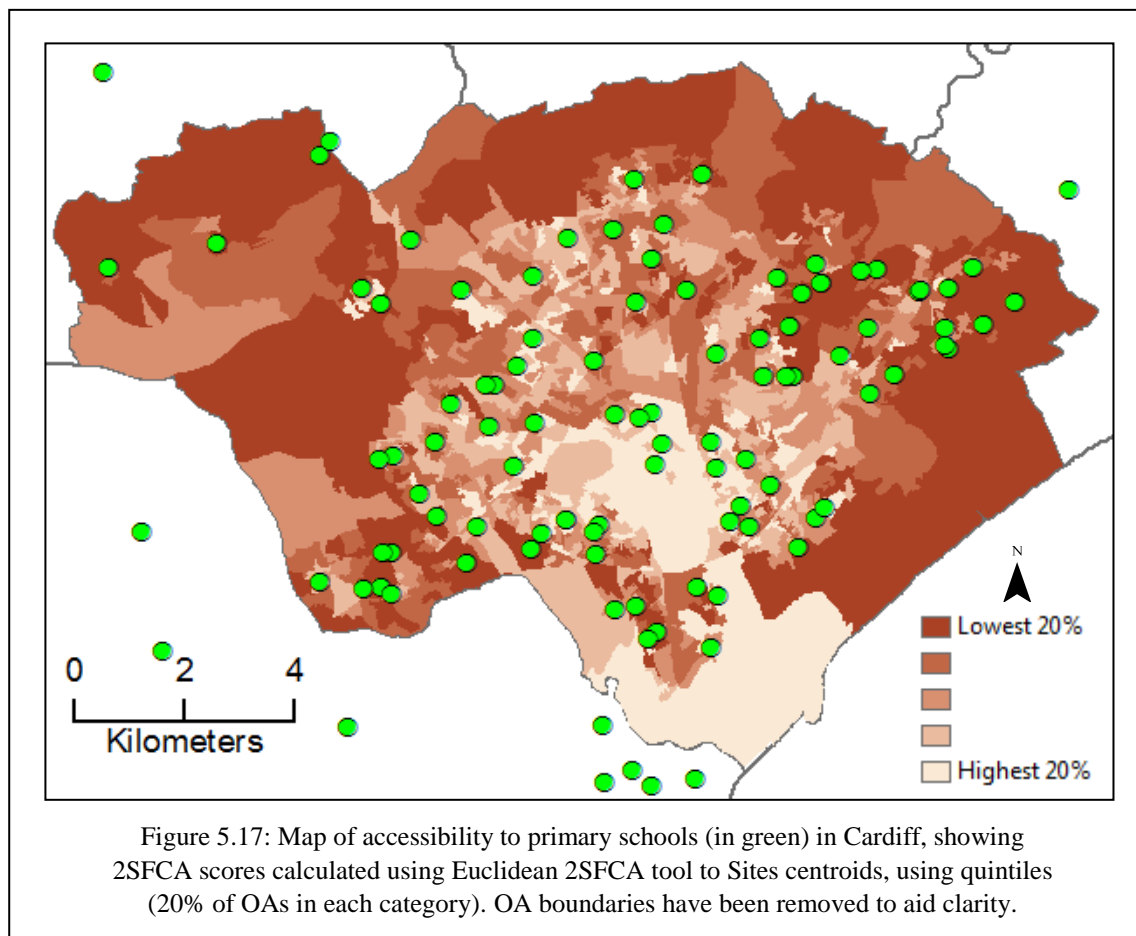 N
Lowest 20%
Highest 20%
0 2 4
Kilometers
Figure 5.17: Map of accessibility to primary schools (in green) in Cardiff, showing
2SFCA scores calculated using Euclidean 2SFCA tool to Sites centroids, using quintiles
(20% of OAs in each category). OA boundaries have been removed to aid clarity.